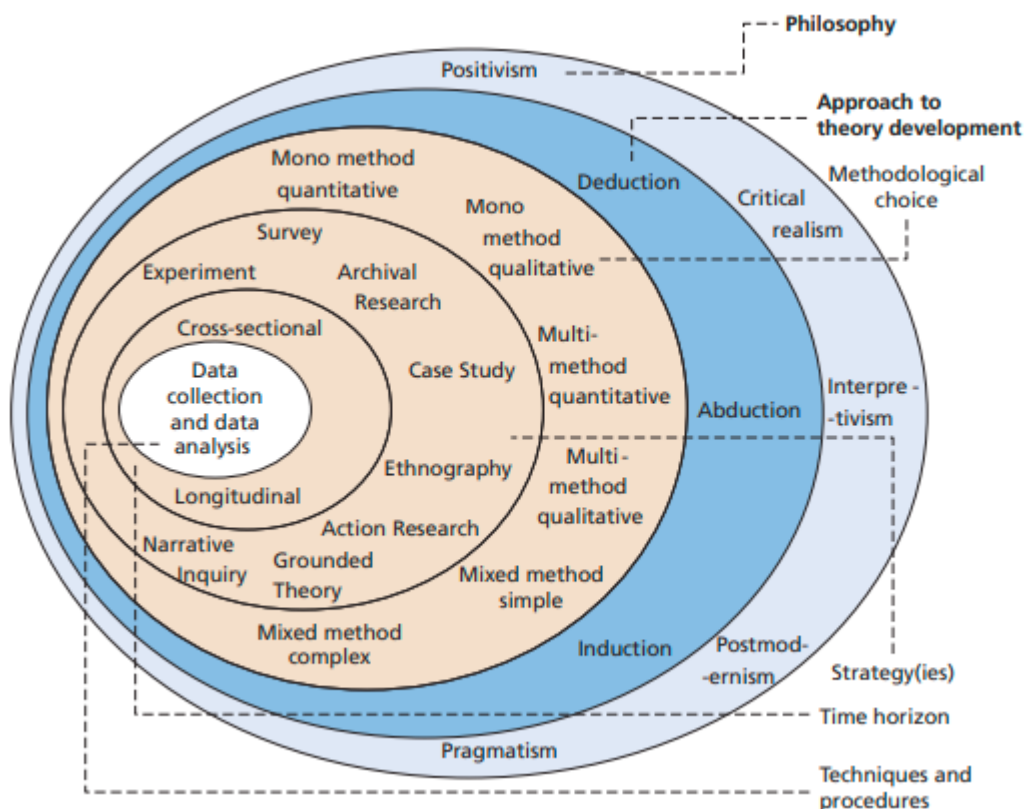 Philosophy
Positivism
Approach to
theory development
Mono method
quantitative
Deduction
Methodological
choice
Critical
realism
Mono
method
qualitative
Survey
Experiment
Archival
Research
Cross-sectional
Multi-
method
quantitative
Data
collection
and data
analysis
Case Study
Abduction
Interpre -
-tivism
Ethnography
Multi -
method
qualitative
Longitudinal
Action Research
Narrative
Inquiry
Grounded
Theory
Mixed method
simple
Mixed method
complex
Induction
Postmod-
-ernism
Strategy(ies)
Time horizon
Pragmatism
Techniques and
procedures